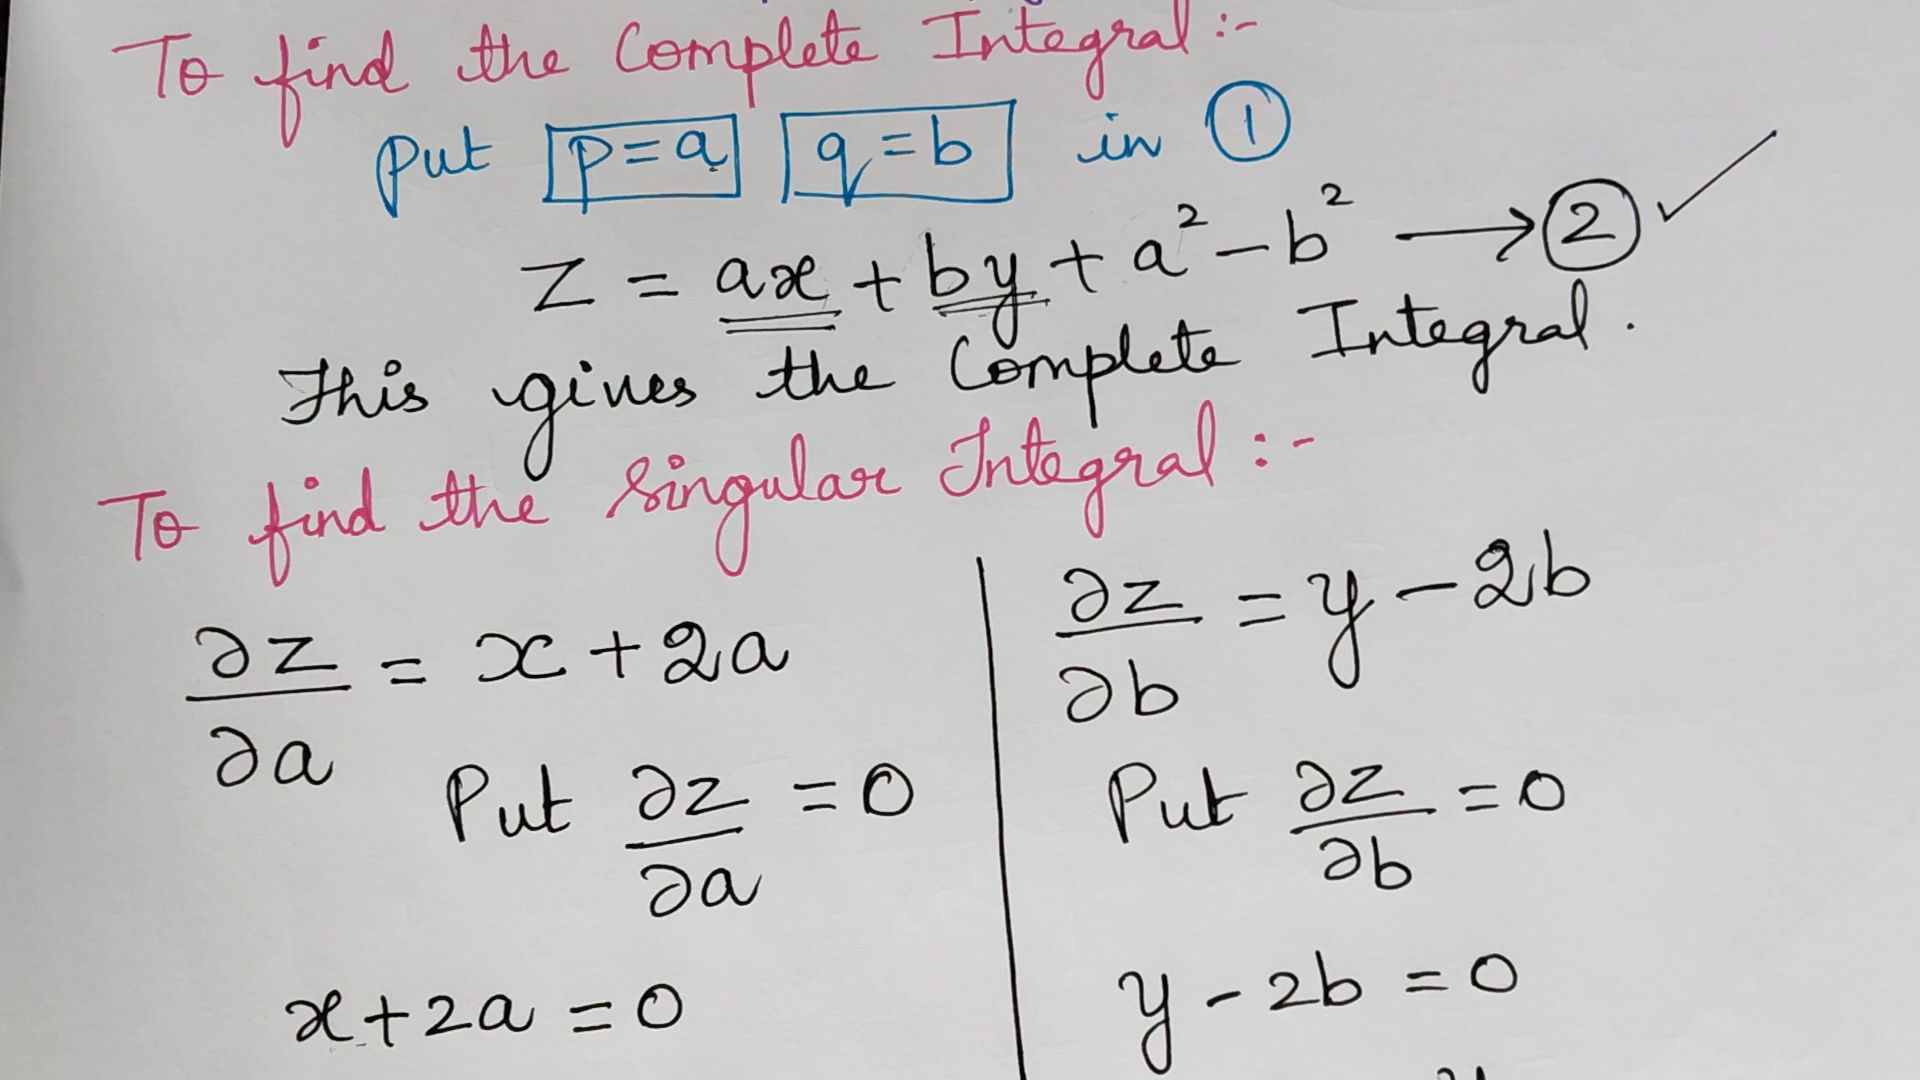 To find the Complete Integral :-
Put p=a q=b in ①
z = ax + by + a² - b² → ②
This gives the Complete Integral.
To find the Singular Integral :-
∂z/∂a = x + 2a
Put ∂z/∂a = 0
x + 2a = 0
∂z/∂b = y - 2b
Put ∂z/∂b = 0
y - 2b = 0